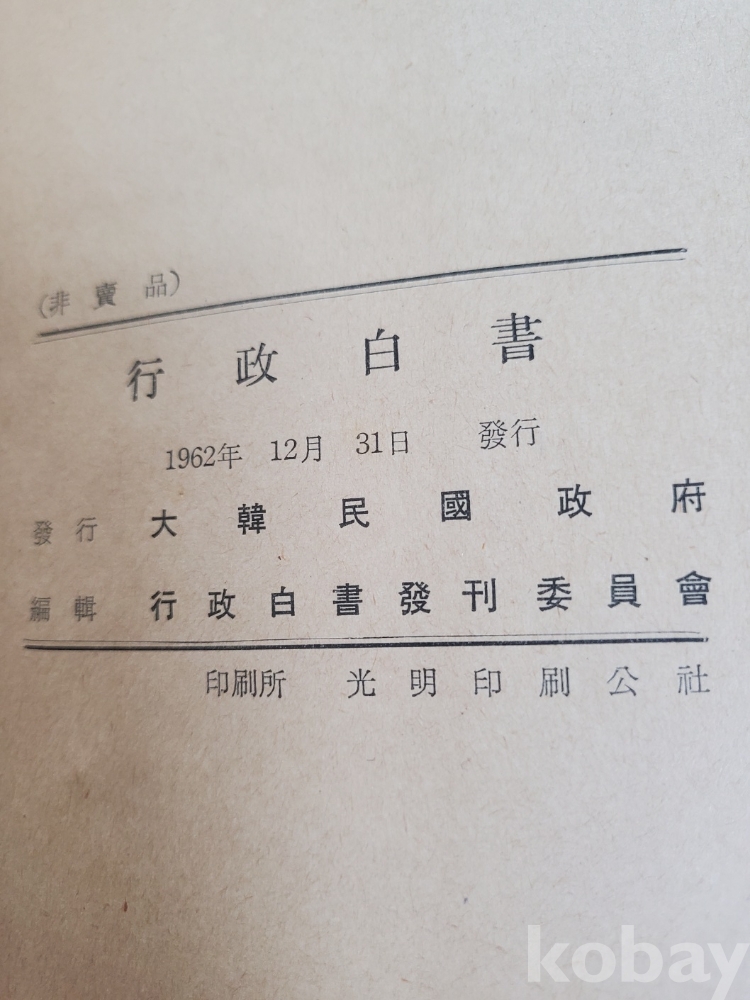 (非賣品)
行政白書
1962年 12月 31日 發行
發行 大韓民國政府
編輯 行政白書發刊委員會
印刷所 光明印刷公社
kobay